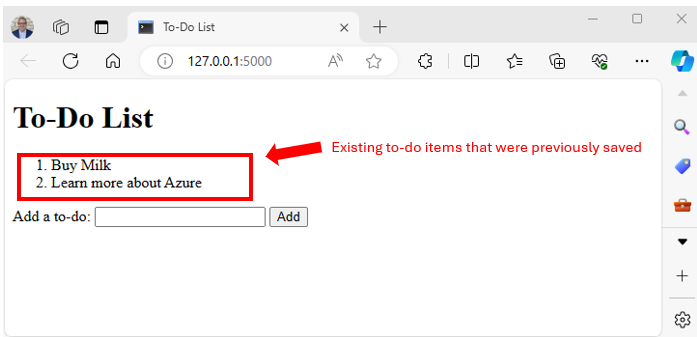 To-Do List
127.0.0.1:5000
To-Do List
Existing to-do items that were previously saved
1. Buy Milk
2. Learn more about Azure
Add a to-do: Add